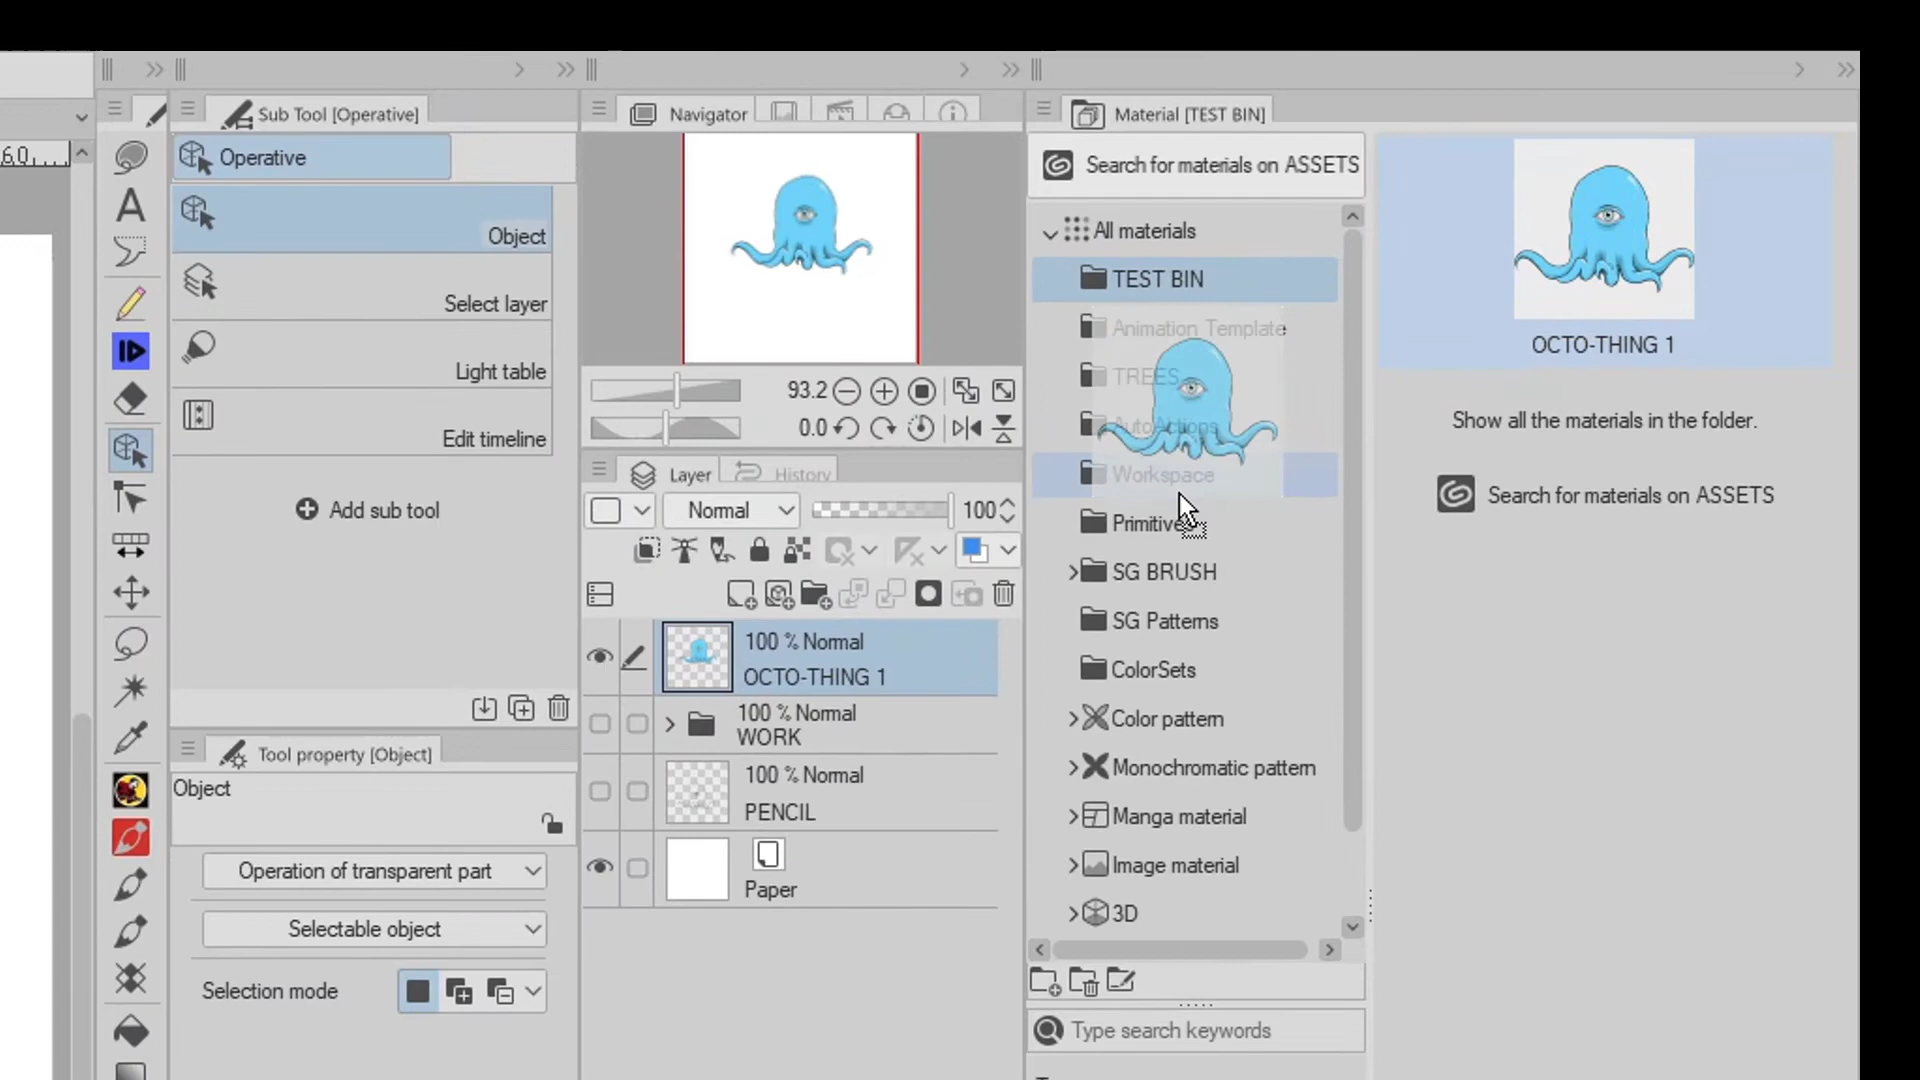 60
Sub Tool [Operative]
Operative
Object
Select layer
Light table
Edit timeline
Add sub tool
Tool property [Object]
Object
Operation of transparent part
Selectable object
Selection mode
Navigator
93.2
0.0
Layer
History
Normal
100
100 % Normal
OCTO-THING 1
100 % Normal
WORK
100 % Normal
PENCIL
Paper
Material [TEST BIN]
Search for materials on ASSETS
All materials
TEST BIN
Animation Template
TREES
AutoActions
Workspace
Primitive
SG BRUSH
SG Patterns
ColorSets
Color pattern
Monochromatic pattern
Manga material
Image material
3D
Type search keywords
OCTO-THING 1
Show all the materials in the folder.
Search for materials on ASSETS